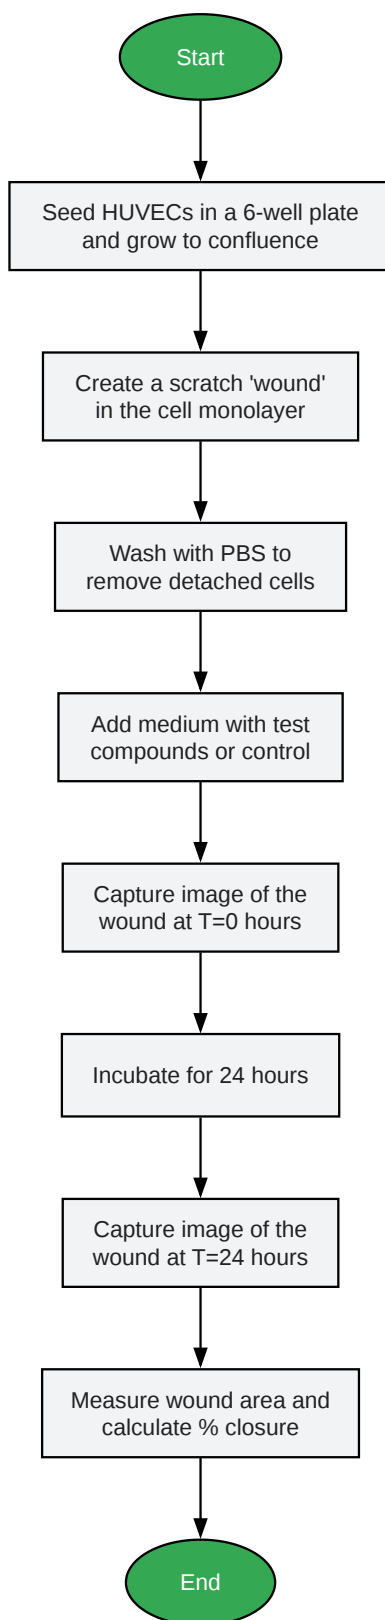 Start
Seed HUVECs in a 6-well plate
and grow to confluence
Create a scratch 'wound'
in the cell monolayer
Wash with PBS to
remove detached cells
Add medium with test
compounds or control
Capture image of the
wound at T=0 hours
Incubate for 24 hours
Capture image of the
wound at T=24 hours
Measure wound area and
calculate % closure
End